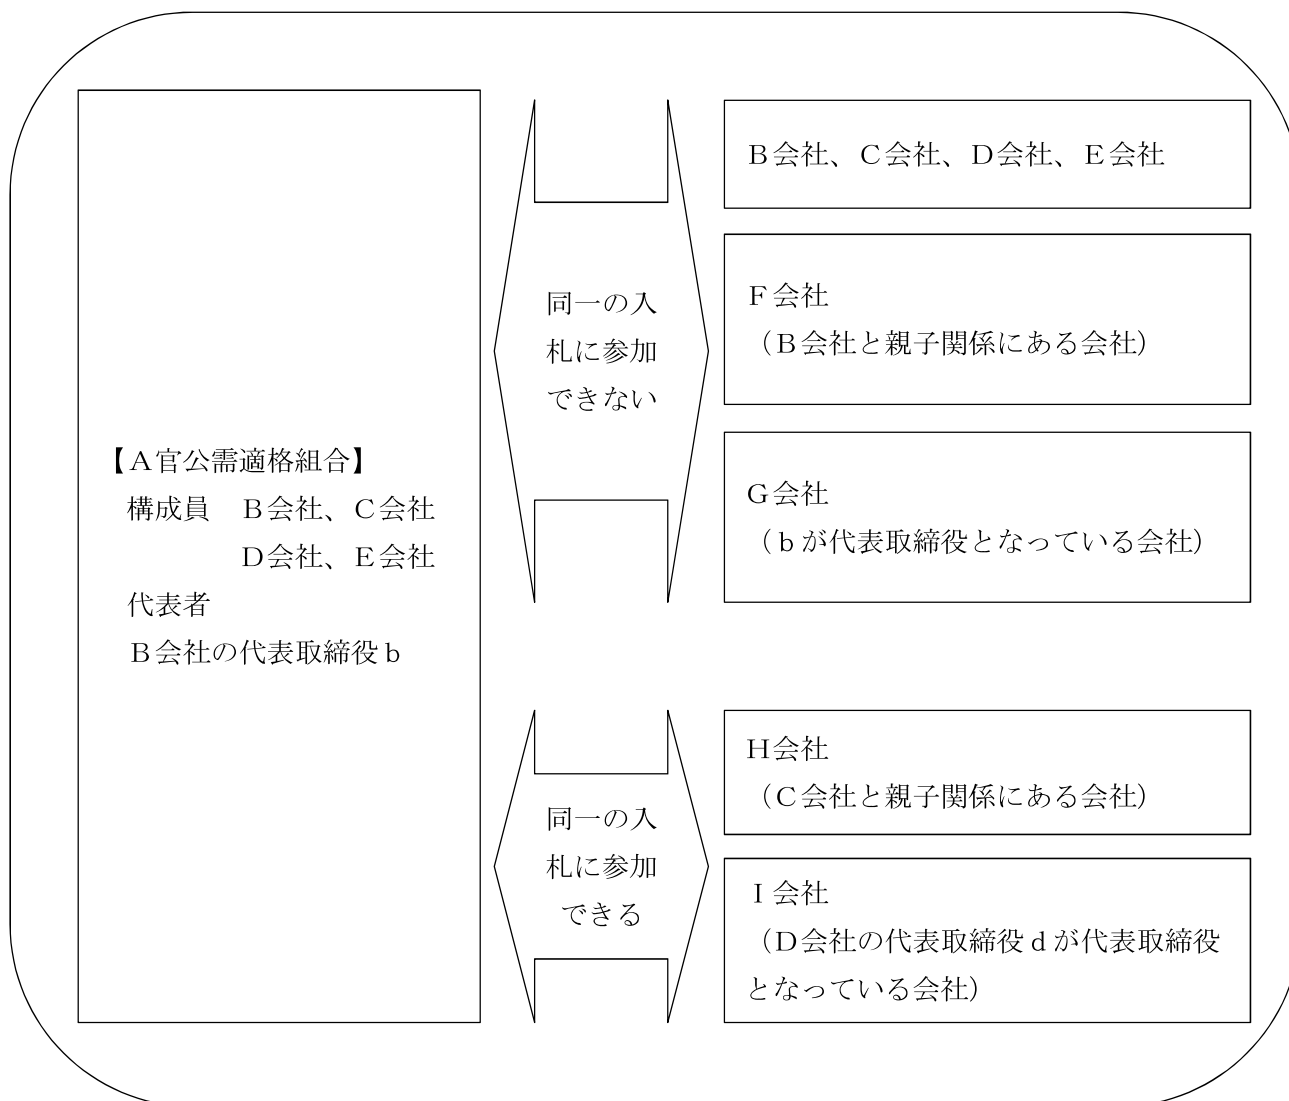 【Ａ官公需適格組合】
構成員　Ｂ会社、Ｃ会社
Ｄ会社、Ｅ会社
代表者
Ｂ会社の代表取締役ｂ
同一の入
札に参加
できない
Ｂ会社、Ｃ会社、Ｄ会社、Ｅ会社
Ｆ会社
（Ｂ会社と親子関係にある会社）
Ｇ会社
（ｂが代表取締役となっている会社）
同一の入
札に参加
できる
Ｈ会社
（Ｃ会社と親子関係にある会社）
Ｉ会社
（Ｄ会社の代表取締役ｄが代表取締役
となっている会社）